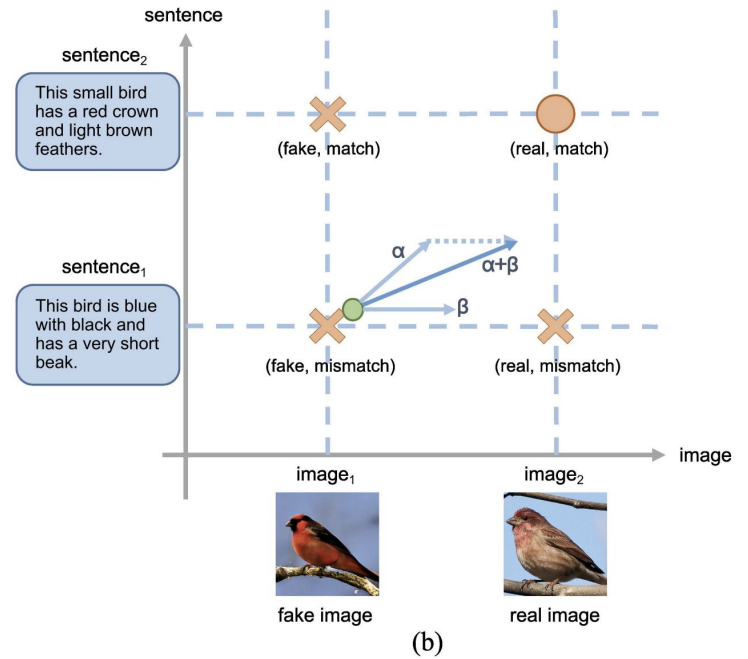 sentence
sentence₂
This small bird
has a red crown
and light brown
feathers.
(fake, match)
(real, match)
α
α+β
β
sentence₁
This bird is blue
with black and
has a very short
beak.
(fake, mismatch)
(real, mismatch)
image
image₁
image₂
fake image
real image
(b)